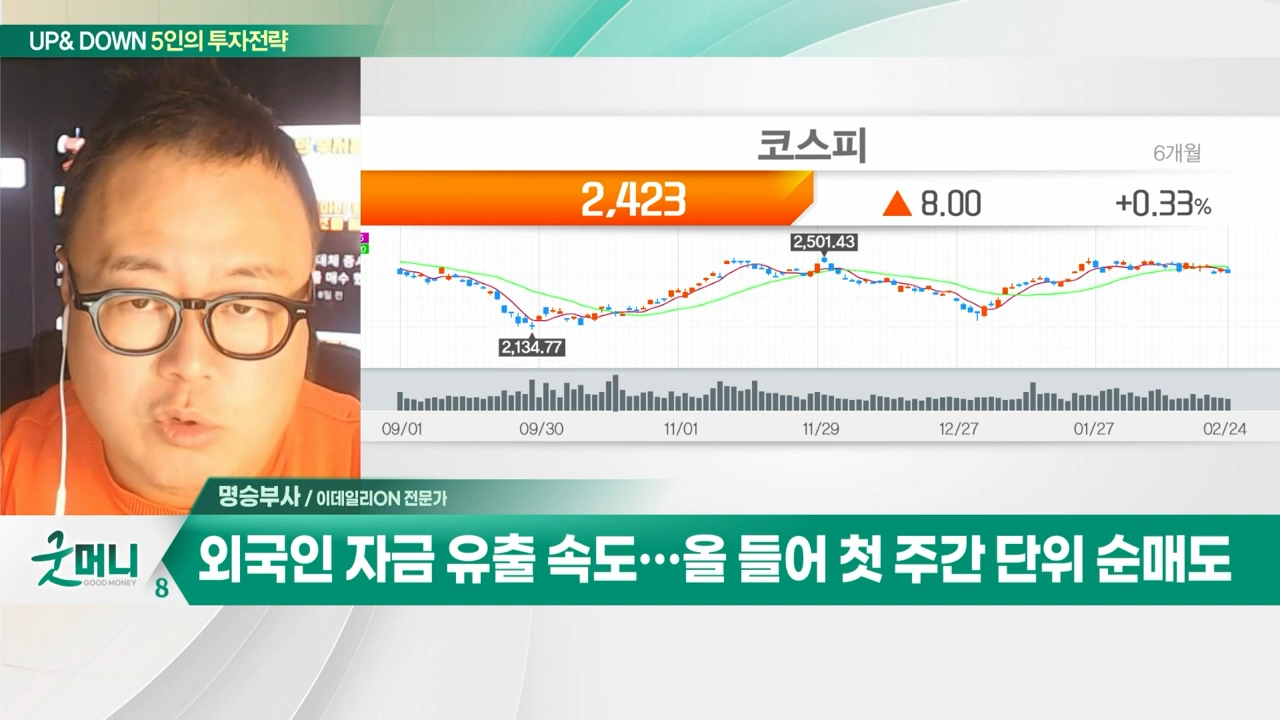 UP& DOWN 5인의 투자전략
코스피
6개월
2,423
▲ 8.00
+0.33%
2,501.43
2,134.77
09/01
09/30
11/01
11/29
12/27
01/27
02/24
8일 전
명승부사 / 이데일리ON 전문가
굿머니
GOOD MONEY
8
외국인 자금 유출 속도…올 들어 첫 주간 단위 순매도